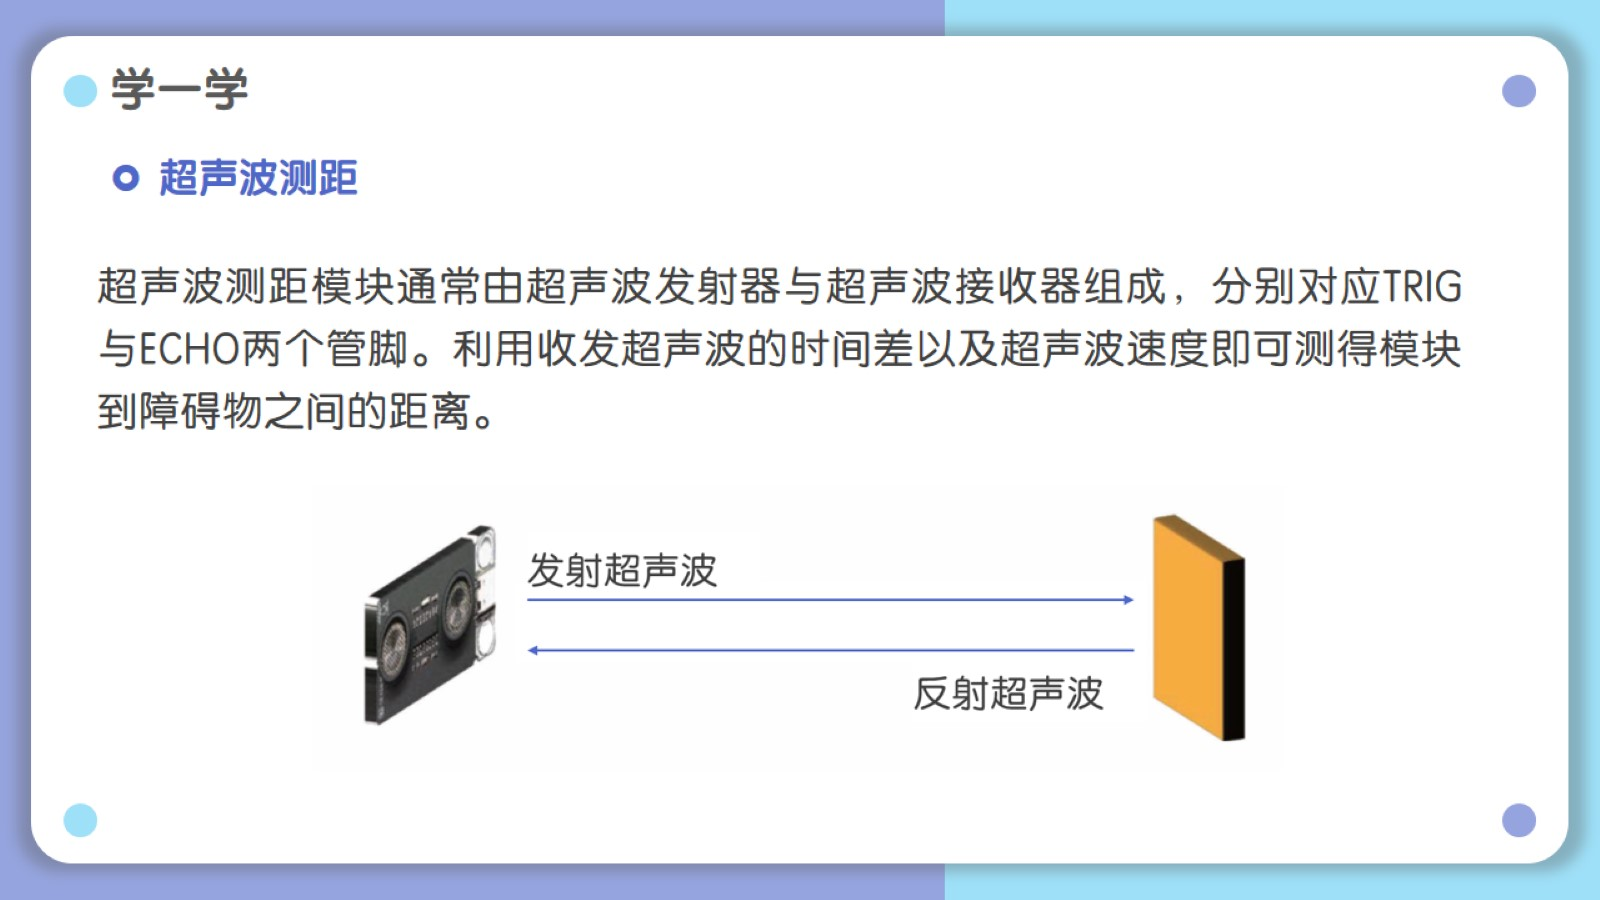 学一学
超声波测距
超声波测距模块通常由超声波发射器与超声波接收器组成，分别对应TRIG
与ECHO两个管脚。利用收发超声波的时间差以及超声波速度即可测得模块
到障碍物之间的距离。
发射超声波
反射超声波